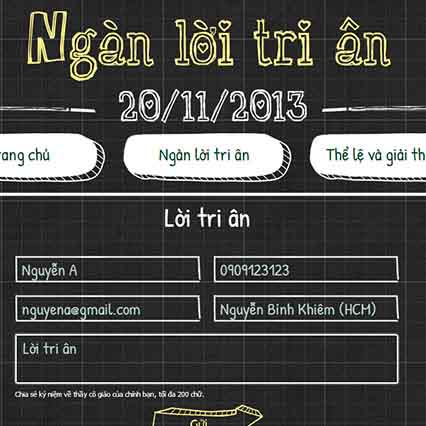 Ngàn lời tri ân
20/11/2013
rang chủ
Ngàn lời tri ân
Thể lệ và giải th
Lời tri ân
Nguyễn A
0909123123
nguyena@gmail.com
Nguyễn Bỉnh Khiêm (HCM)
Lời tri ân
Chia sẻ kỷ niệm về thầy cô giáo của chính bạn, tối đa 200 chữ.
Gửi